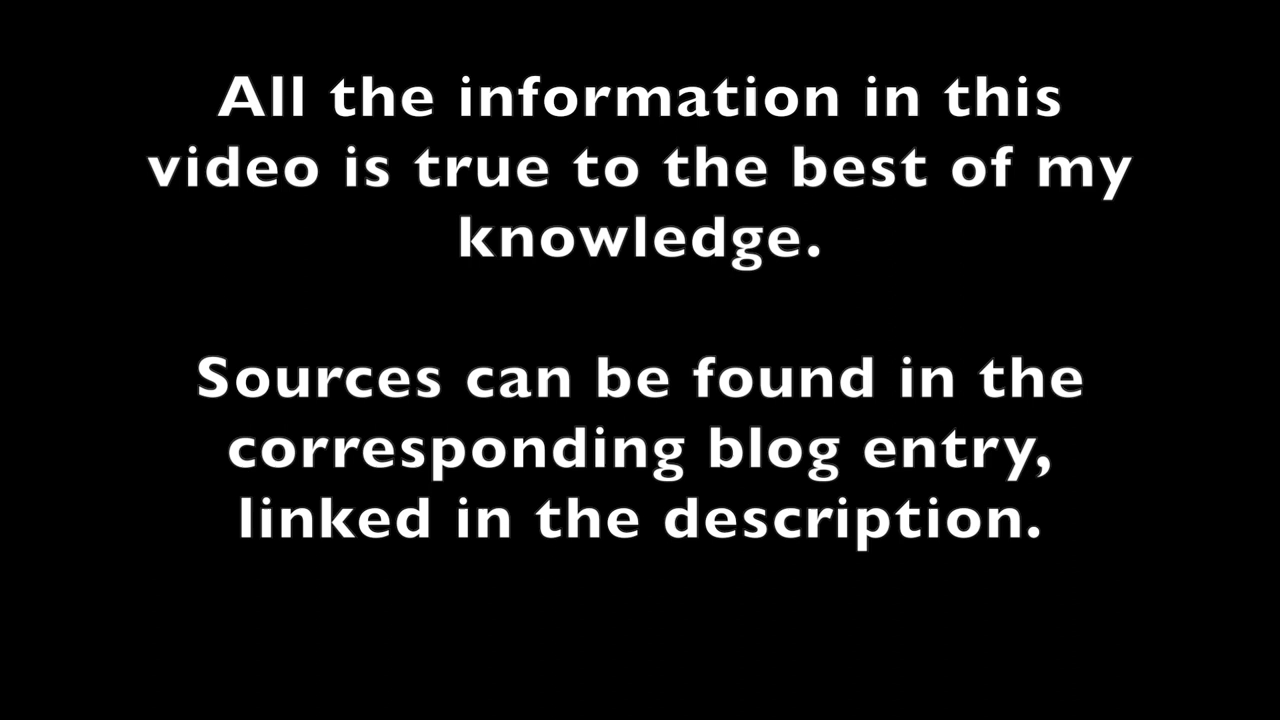 All the information in this
video is true to the best of my
knowledge.
Sources can be found in the
corresponding blog entry,
linked in the description.